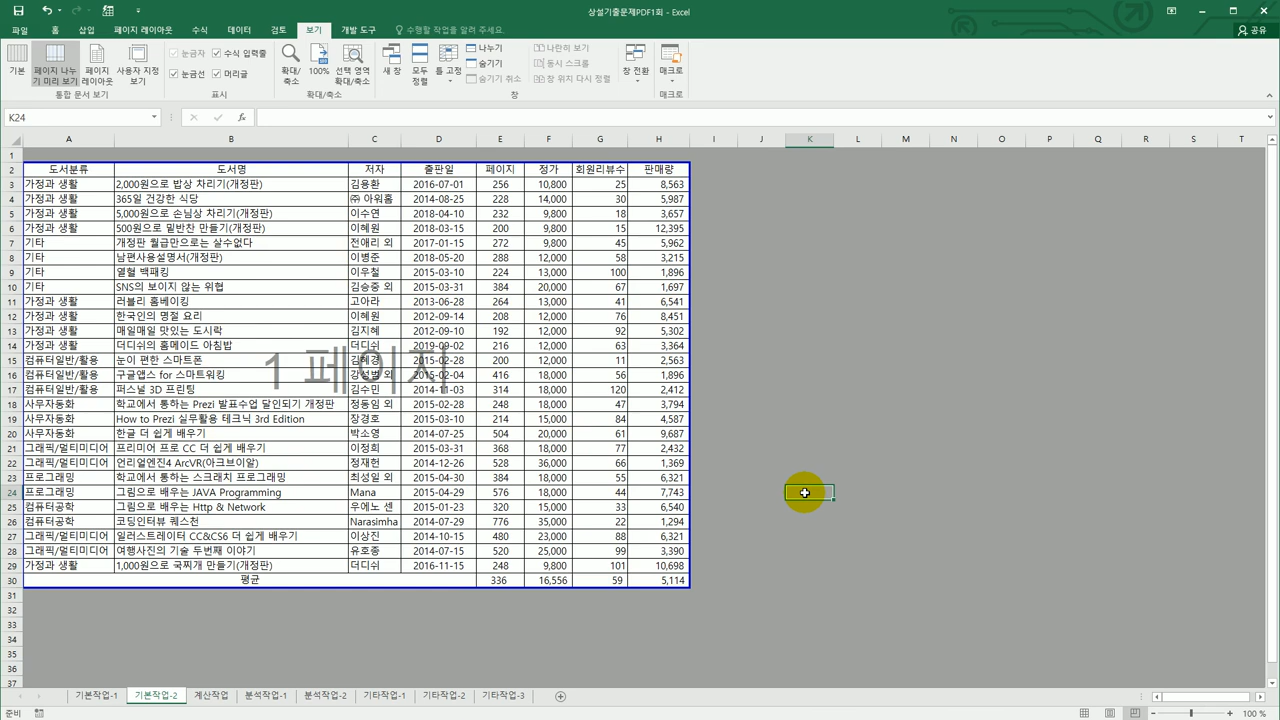 상설기출문제PDF1회 - Excel
파일 홈 삽입 페이지 레이아웃 수식 데이터 검토 보기 개발 도구 수행할 작업을 알려 주세요. 공유
기본 페이지 나누기 미리 보기 페이지 레이아웃 사용자 지정 보기 눈금자 수식 입력줄 눈금선 머리글 확대/축소 100% 선택 영역 확대/축소 새 창 모두 정렬 틀 고정 나누기 숨기기 숨기기 취소 나란히 보기 동시 스크롤 창 위치 다시 정렬 창 전환 매크로
통합 문서 보기 표시 확대/축소 창 매크로
K24 fx
A B C D E F G H I J K L M N O P Q R S T
1
2 도서분류 도서명 저자 출판일 페이지 정가 회원리뷰수 판매량
3 가정과 생활 2,000원으로 밥상 차리기(개정판) 김용환 2016-07-01 256 10,800 25 8,563
4 가정과 생활 365일 건강한 식당 ㈜ 아워홈 2014-08-25 228 14,000 30 5,987
5 가정과 생활 5,000원으로 손님상 차리기(개정판) 이수연 2018-04-10 232 9,800 18 3,657
6 가정과 생활 500원으로 밑반찬 만들기(개정판) 이혜원 2018-03-15 200 9,800 15 12,395
7 기타 개정판 월급만으로는 살수없다 전애리 외 2017-01-15 272 9,800 45 5,962
8 기타 남편사용설명서(개정판) 이병준 2018-05-20 288 12,000 58 3,215
9 기타 열혈 백패킹 이우철 2015-03-10 224 13,000 100 1,896
10 기타 SNS의 보이지 않는 위협 김승중 외 2015-03-31 384 20,000 67 1,697
11 가정과 생활 러블리 홈베이킹 고아라 2013-06-28 264 13,000 41 6,541
12 가정과 생활 한국인의 명절 요리 이혜원 2012-09-14 208 12,000 76 8,451
13 가정과 생활 매일매일 맛있는 도시락 김지혜 2012-09-10 192 12,000 92 5,302
14 가정과 생활 더디쉬의 홈메이드 아침밥 더디쉬 2019-09-02 216 12,000 63 3,364
15 컴퓨터일반/활용 눈이 편한 스마트폰 김혜경 2015-02-28 200 12,000 11 2,563
16 컴퓨터일반/활용 구글앱스 for 스마트워킹 강성범 외 2015-02-04 416 18,000 56 1,896
17 컴퓨터일반/활용 퍼스널 3D 프린팅 김수민 2014-11-03 314 18,000 120 2,412
1 페이지
18 사무자동화 학교에서 통하는 Prezi 발표수업 달인되기 개정판 정동임 외 2015-02-28 248 18,000 47 3,794
19 사무자동화 How to Prezi 실무활용 테크닉 3rd Edition 장경호 2015-03-10 214 15,000 84 4,587
20 사무자동화 한글 더 쉽게 배우기 박소영 2014-07-25 504 20,000 61 9,687
21 그래픽/멀티미디어 프리미어 프로 CC 더 쉽게 배우기 이정희 2015-03-31 368 18,000 77 2,432
22 그래픽/멀티미디어 언리얼엔진4 ArcVR(아크브이알) 정재헌 2014-12-26 528 36,000 66 1,369
23 프로그래밍 학교에서 통하는 스크래치 프로그래밍 최성일 외 2015-04-30 384 18,000 55 6,321
24 프로그래밍 그림으로 배우는 JAVA Programming Mana 2015-04-29 576 18,000 44 7,743
25 컴퓨터공학 그림으로 배우는 Http & Network 우에노 센 2015-01-23 320 15,000 33 6,540
26 컴퓨터공학 코딩인터뷰 퀘스천 Narasimha 2014-07-29 776 35,000 22 1,294
27 그래픽/멀티미디어 일러스트레이터 CC&CS6 더 쉽게 배우기 이상진 2014-10-15 480 23,000 88 6,321
28 그래픽/멀티미디어 여행사진의 기술 두번째 이야기 유호종 2014-07-15 520 25,000 99 3,390
29 가정과 생활 1,000원으로 국찌개 만들기(개정판) 더디쉬 2016-11-15 248 9,800 101 10,698
30 평균 336 16,556 59 5,114
31
32
33
34
35
36
37
기본작업-1 기본작업-2 계산작업 분석작업-1 분석작업-2 기타작업-1 기타작업-2 기타작업-3
준비 100 %